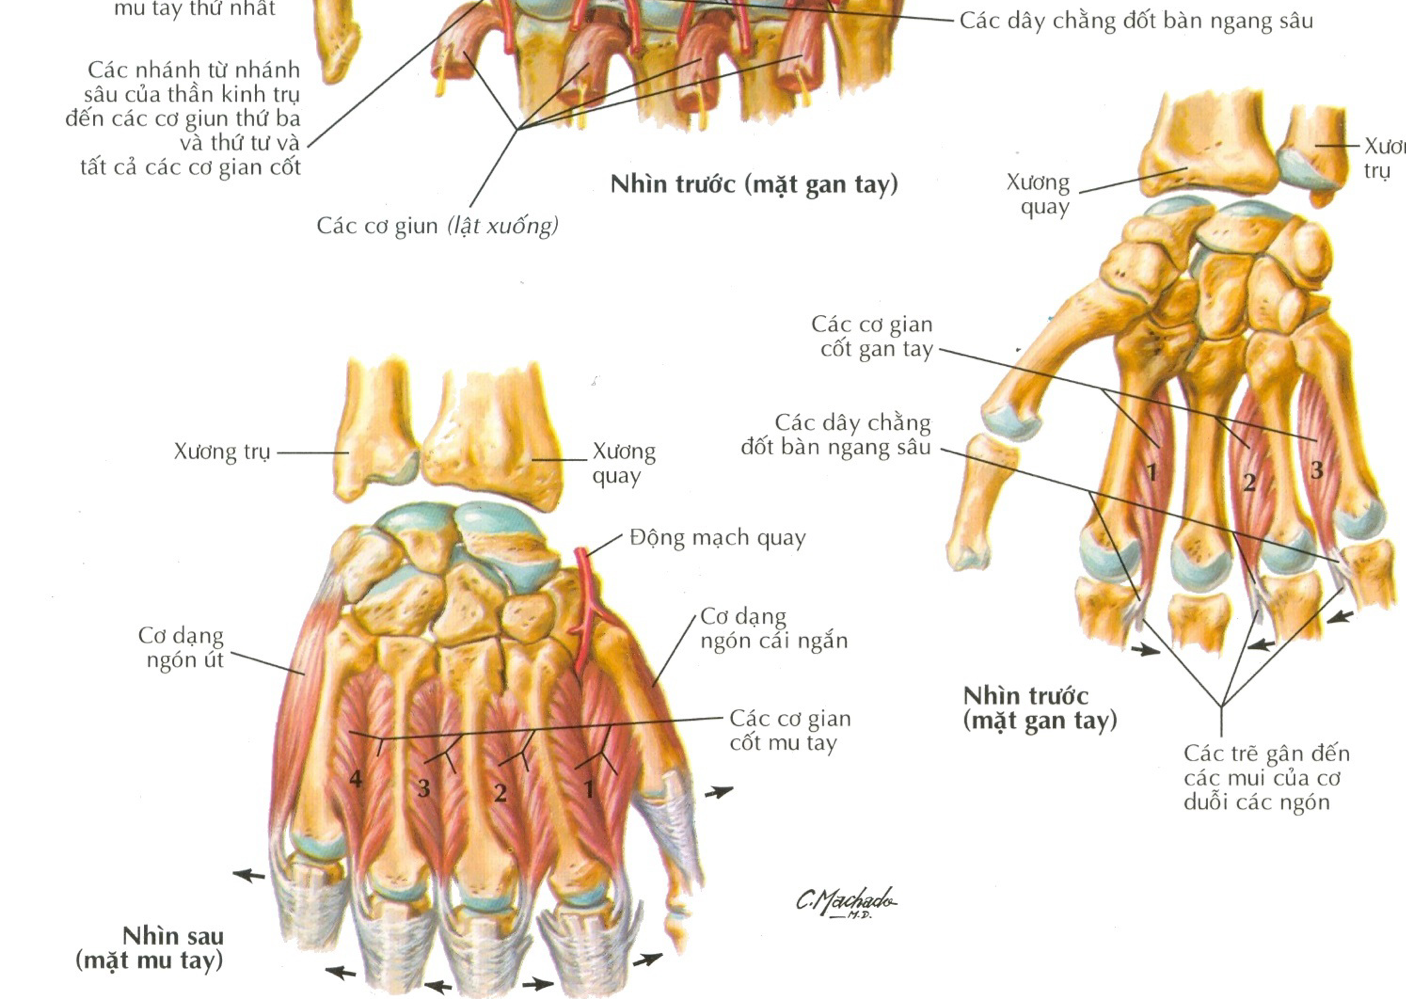 mu tay thứ nhất
Các dây chằng đốt bàn ngang sâu
Các nhánh từ nhánh
sâu của thần kinh trụ
đến các cơ giun thứ ba
và thứ tư và
tất cả các cơ gian cốt
Nhìn trước (mặt gan tay)
Các cơ giun (lật xuống)
Xương
quay
trụ
Các cơ gian
cốt gan tay
Các dây chằng
đốt bàn ngang sâu
1
2
3
Xương trụ
Xương
quay
Động mạch quay
Cơ dạng
ngón út
Cơ dạng
ngón cái ngắn
Các cơ gian
cốt mu tay
4
3
2
1
Nhìn trước
(mặt gan tay)
Các trẽ gân đến
các mui của cơ
duỗi các ngón
Nhìn sau
(mặt mu tay)
C. Machado
M.D.